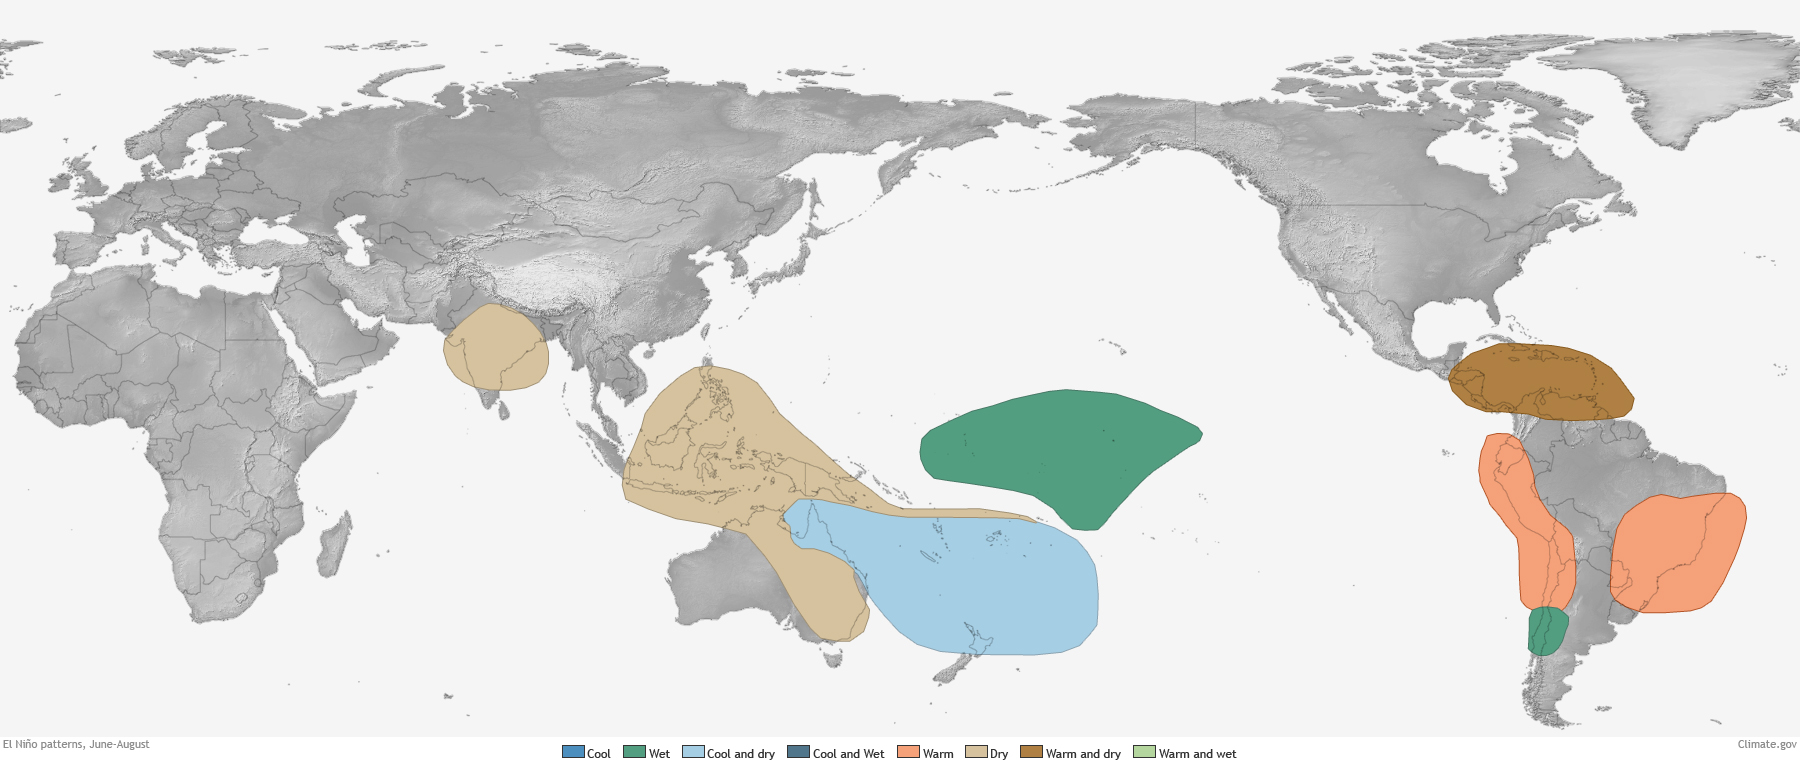 El Niño patterns, June-August
Climate.gov
Cool Wet Cool and dry Cool and Wet Warm Dry Warm and dry Warm and wet